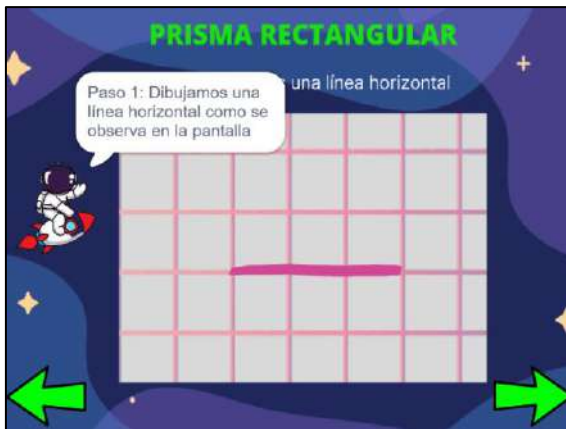 PRISMA RECTANGULAR
una línea horizontal
Paso 1: Dibujamos una
línea horizontal como se
observa en la pantalla